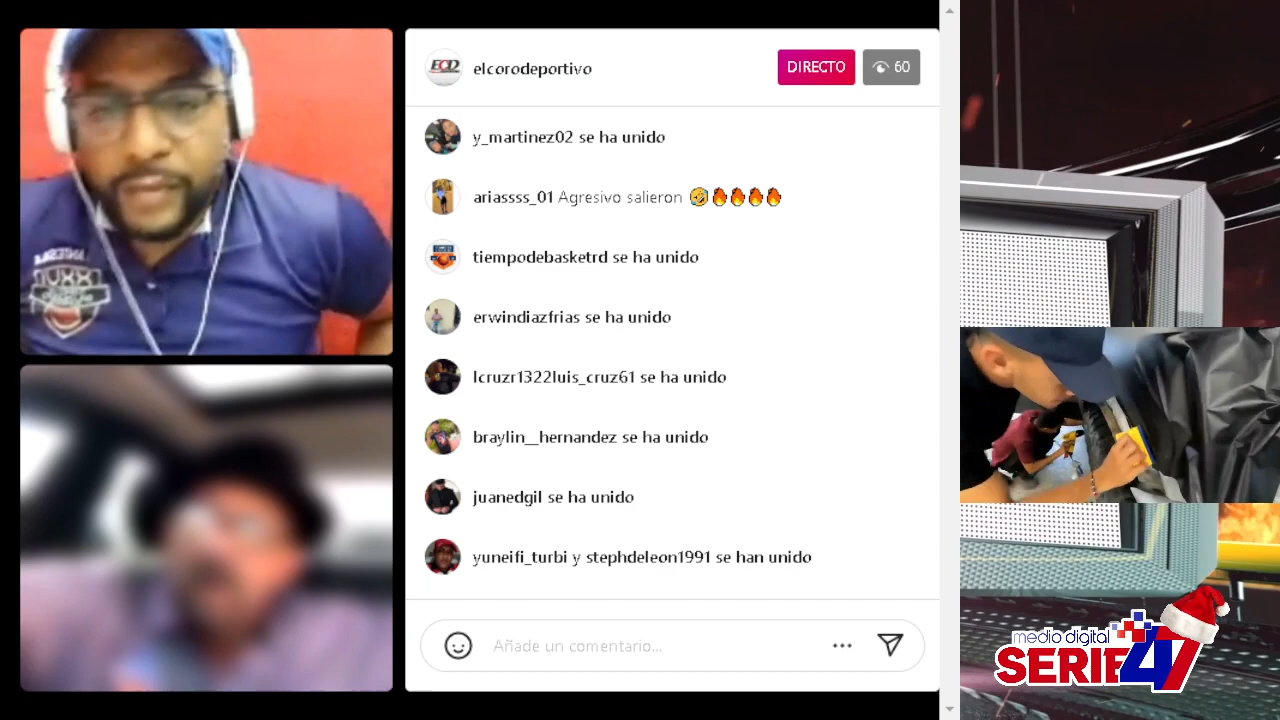 elcorodeportivo
DIRECTO
60
y_martinez02 se ha unido
ariassss_01 Agresivo salieron 🤣🔥🔥🔥🔥
tiempodebasketrd se ha unido
erwindiazfrias se ha unido
lcruzr1322luis_cruz61 se ha unido
braylin__hernandez se ha unido
juanedgil se ha unido
yuneifi_turbi y stephdeleon1991 se han unido
Añade un comentario...
ECD
medio digital
SERIE47